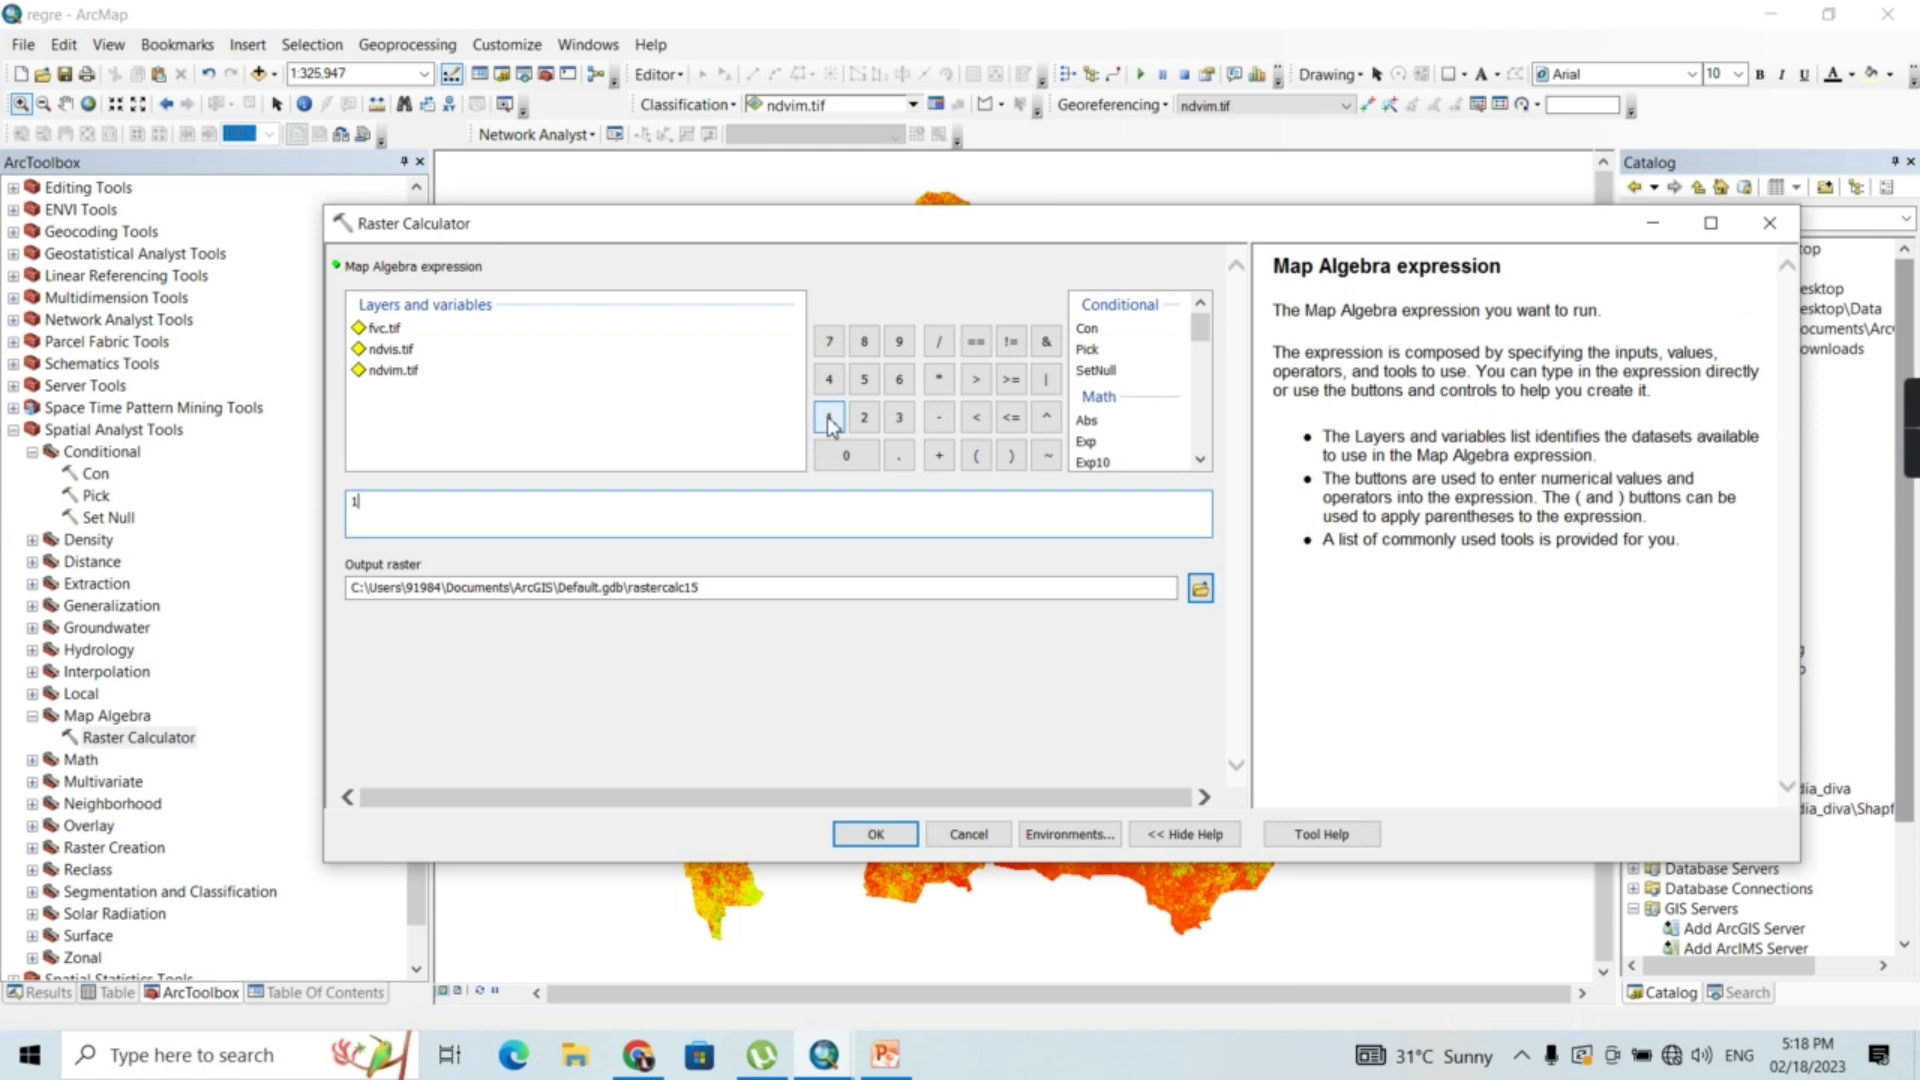 regre - ArcMap
File Edit View Bookmarks Insert Selection Geoprocessing Customize Windows Help
1:325,947 Editor Drawing Arial 10 B I U A
Classification ndvim.tif Georeferencing ndvim.tif
Network Analyst
ArcToolbox
Editing Tools
ENVI Tools
Geocoding Tools
Geostatistical Analyst Tools
Linear Referencing Tools
Multidimension Tools
Network Analyst Tools
Parcel Fabric Tools
Schematics Tools
Server Tools
Space Time Pattern Mining Tools
Spatial Analyst Tools
Conditional
Con
Pick
Set Null
Density
Distance
Extraction
Generalization
Groundwater
Hydrology
Interpolation
Local
Map Algebra
Raster Calculator
Math
Multivariate
Neighborhood
Overlay
Raster Creation
Reclass
Segmentation and Classification
Solar Radiation
Surface
Zonal
Spatial Statistics Tools
Results Table ArcToolbox Table Of Contents
Raster Calculator
Map Algebra expression
Layers and variables
fvc.tif
ndvis.tif
ndvim.tif
7 8 9 / == != &
4 5 6 * > >= |
2 3 - < <= ^
0 . + ( ) ~
Conditional
Con
Pick
SetNull
Math
Abs
Exp
Exp10
1
Output raster
C:\Users\91984\Documents\ArcGIS\Default.gdb\rastercalc15
OK Cancel Environments... << Hide Help Tool Help
Map Algebra expression
The Map Algebra expression you want to run.
The expression is composed by specifying the inputs, values,
operators, and tools to use. You can type in the expression directly
or use the buttons and controls to help you create it.
• The Layers and variables list identifies the datasets available
to use in the Map Algebra expression.
• The buttons are used to enter numerical values and
operators into the expression. The ( and ) buttons can be
used to apply parentheses to the expression.
• A list of commonly used tools is provided for you.
Catalog
top
esktop
esktop\Data
ocuments\Arc
ownloads
dia_diva
dia_diva\Shapf
Database Servers
Database Connections
GIS Servers
Add ArcGIS Server
Add ArcIMS Server
Catalog Search
Type here to search
31°C Sunny ENG
5:18 PM
02/18/2023